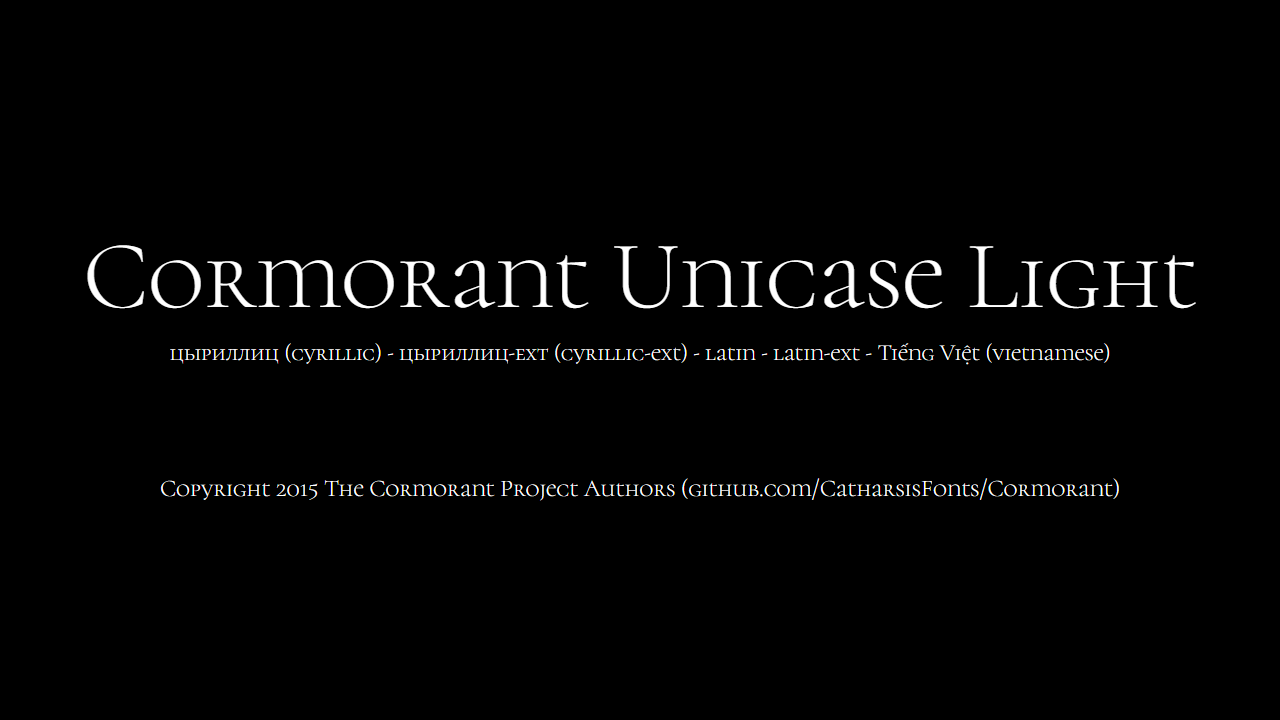 Cormorant Unicase Light
цыриллиц (cyrillic) - цыриллиц-ext (cyrillic-ext) - latin - latin-ext - Tiếng Việt (vietnamese)
Copyright 2015 The Cormorant Project Authors (github.com/CatharsisFonts/Cormorant)